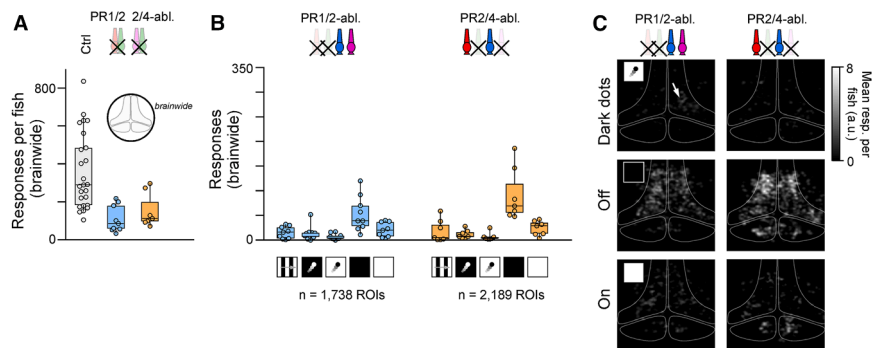 A
PR1/2 2/4-abl.
Ctrl
brainwide
Responses per fish
(brainwide)
800
400
0
B
PR1/2-abl.
PR2/4-abl.
350
Responses
(brainwide)
0
n = 1,738 ROIs
n = 2,189 ROIs
C
PR1/2-abl.
PR2/4-abl.
Dark dots
Off
On
8
Mean resp. per
fish (a.u.)
0